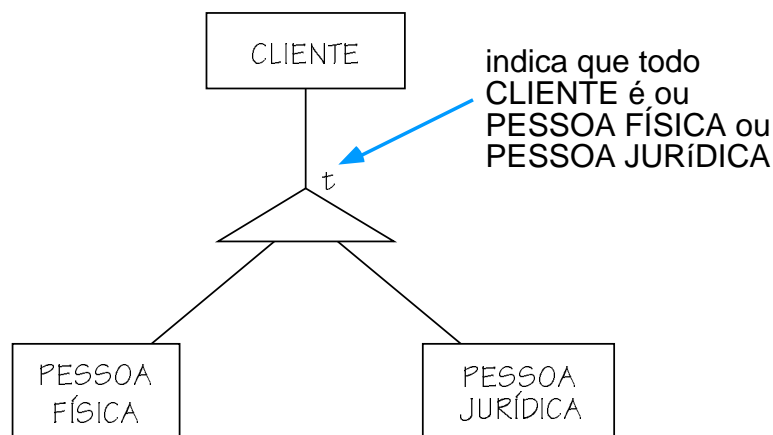 CLIENTE
indica que todo
CLIENTE é ou
PESSOA FÍSICA ou
PESSOA JURíDICA
t
PESSOA
FÍSICA
PESSOA
JURÍDICA